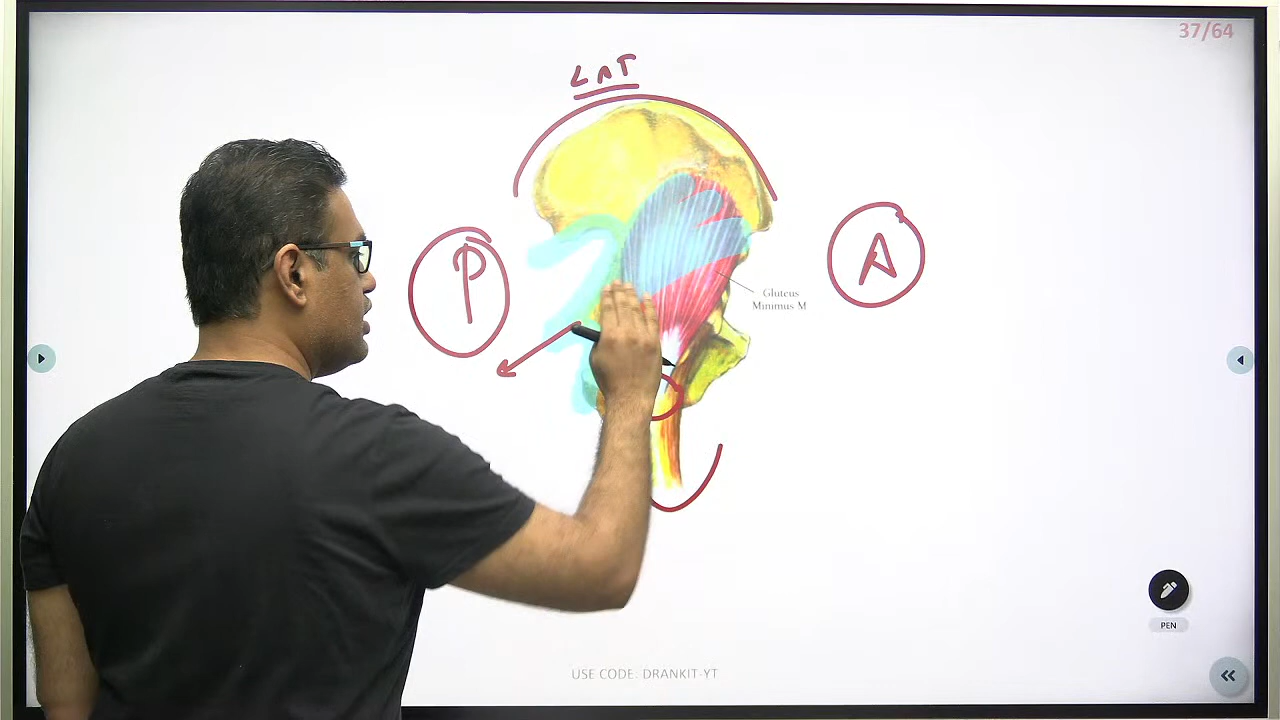 37/64
LAT
P
A
Gluteus
Minimus M
PEN
USE CODE: DRANKIT-YT